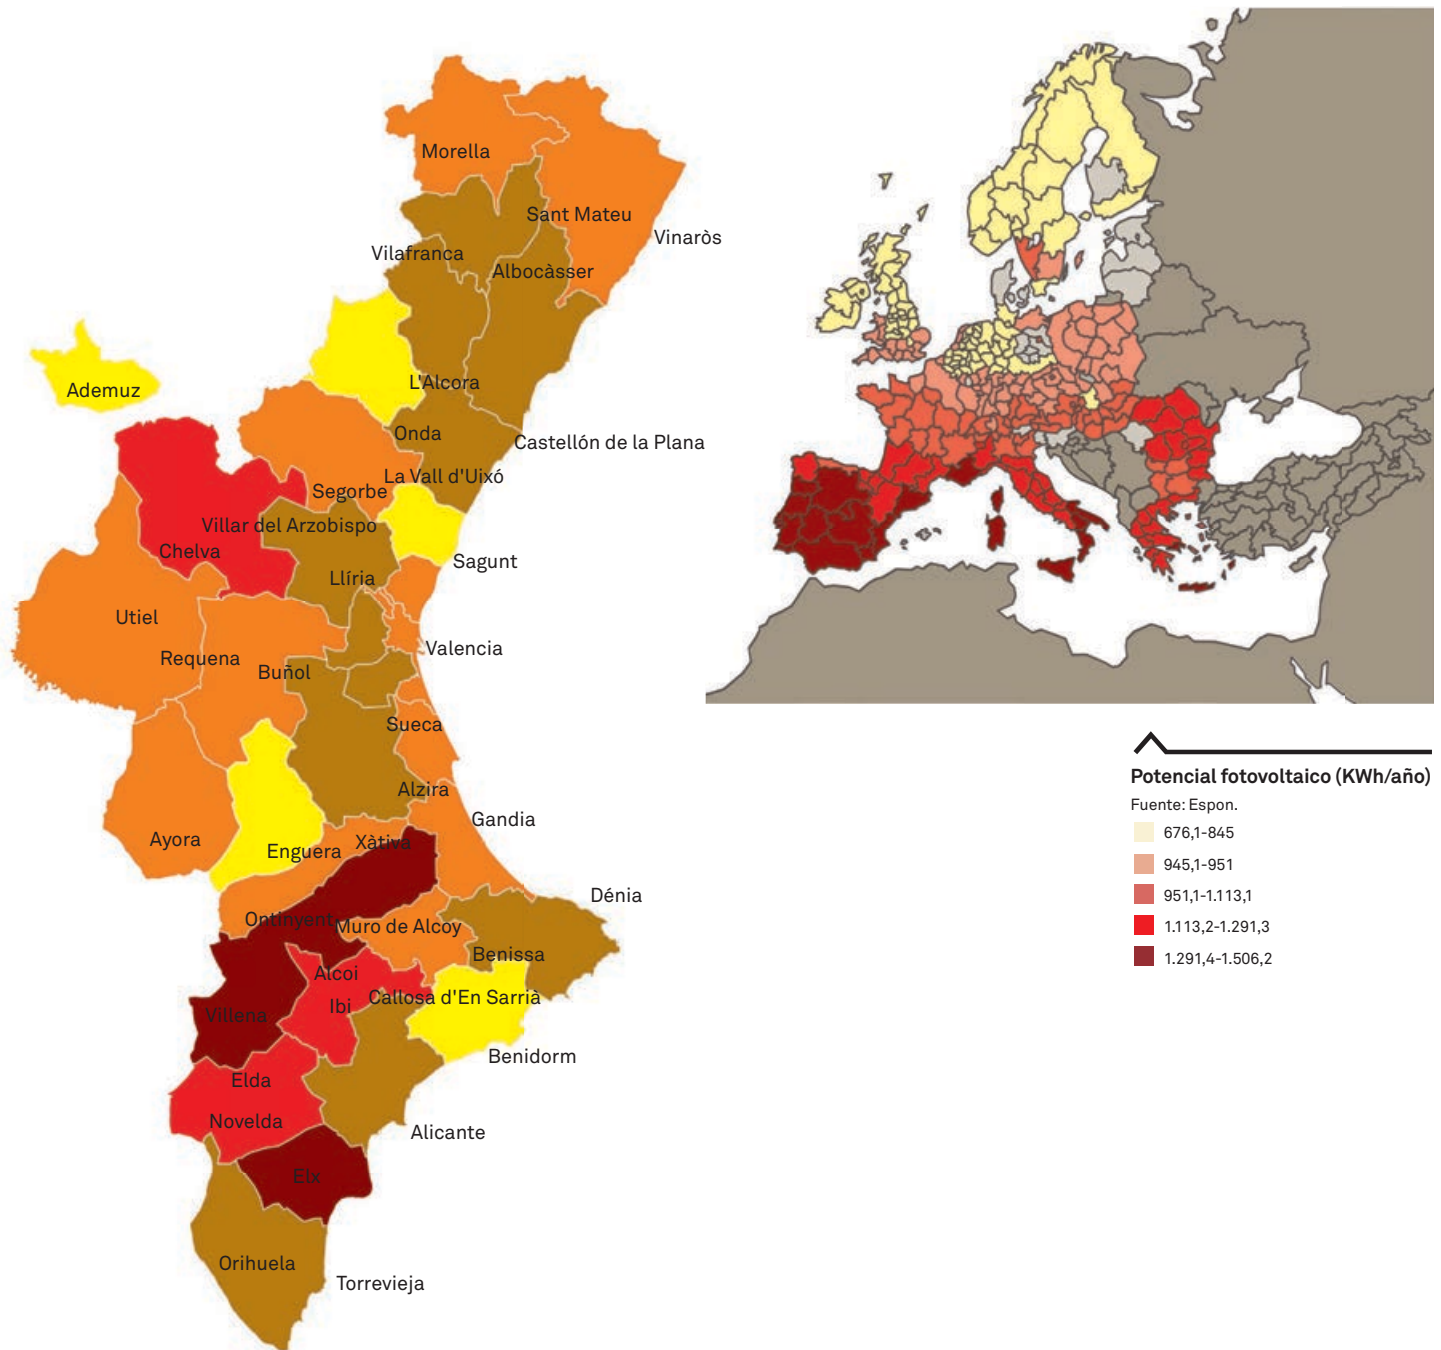 Morella
Sant Mateu
Vinaròs
Vilafranca
Albocàsser
Ademuz
L'Alcora
Onda
Castellón de la Plana
La Vall d'Uixó
Segorbe
Villar del Arzobispo
Chelva
Sagunt
Llíria
Utiel
Valencia
Requena
Buñol
Sueca
Alzira
Gandia
Ayora
Xàtiva
Enguera
Dénia
Ontinyent
Muro de Alcoy
Benissa
Alcoi
Callosa d'En Sarrià
Ibi
Villena
Benidorm
Elda
Novelda
Alicante
Elx
Orihuela
Torrevieja
Potencial fotovoltaico (KWh/año)
Fuente: Espon.
676,1-845
945,1-951
951,1-1.113,1
1.113,2-1.291,3
1.291,4-1.506,2